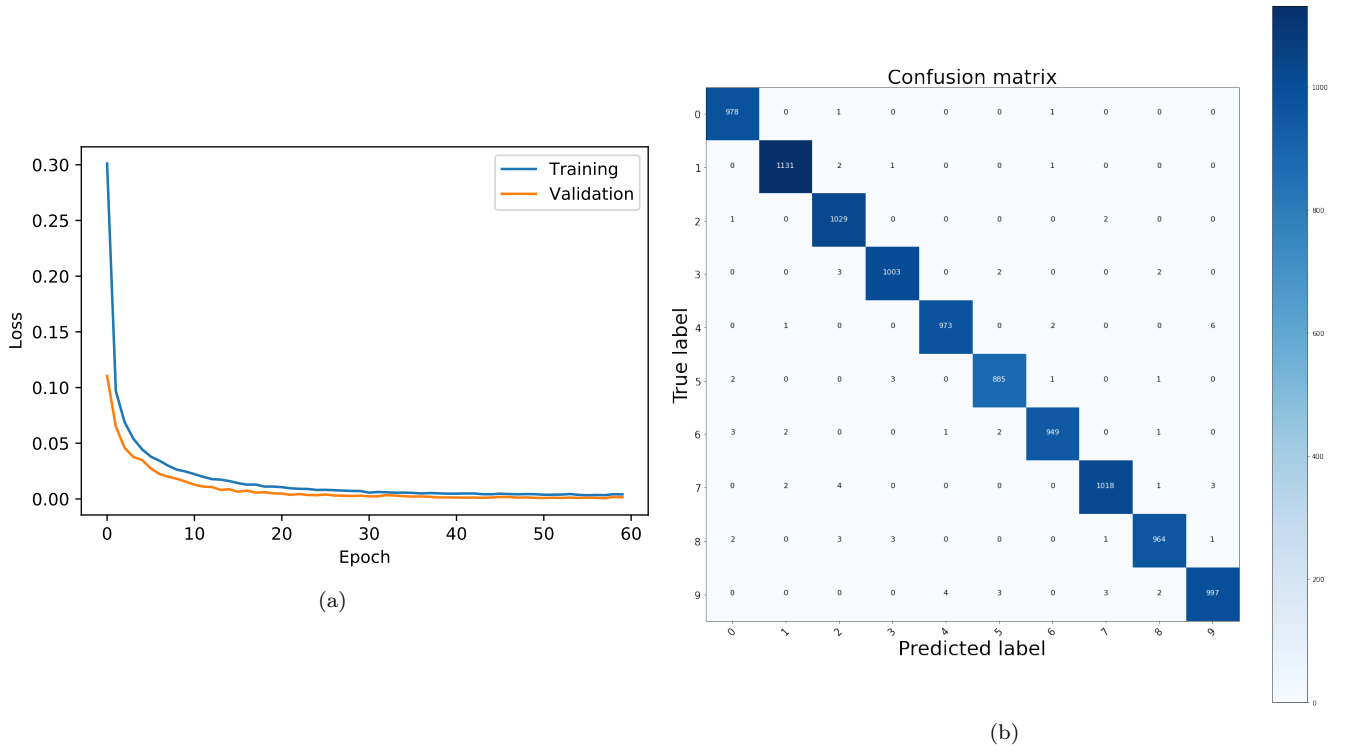 0.30
0.25
0.20
0.15
0.10
0.05
0.00
Loss
Training
Validation
0 10 20 30 40 50 60
Epoch
(a)
Confusion matrix
True label
0 978 0 1 0 0 0 1 0 0 0
1 0 1131 2 1 0 0 1 0 0 0
2 1 0 1029 0 0 0 0 2 0 0
3 0 0 3 1003 0 2 0 0 2 0
4 0 1 0 0 973 0 2 0 0 6
5 2 0 0 3 0 885 1 0 1 0
6 3 2 0 0 1 2 949 0 1 0
7 0 2 4 0 0 0 0 1018 1 3
8 2 0 3 3 0 0 0 1 964 1
9 0 0 0 0 4 3 0 3 2 997
0 1 2 3 4 5 6 7 8 9
Predicted label
1000
800
600
400
200
0
(b)